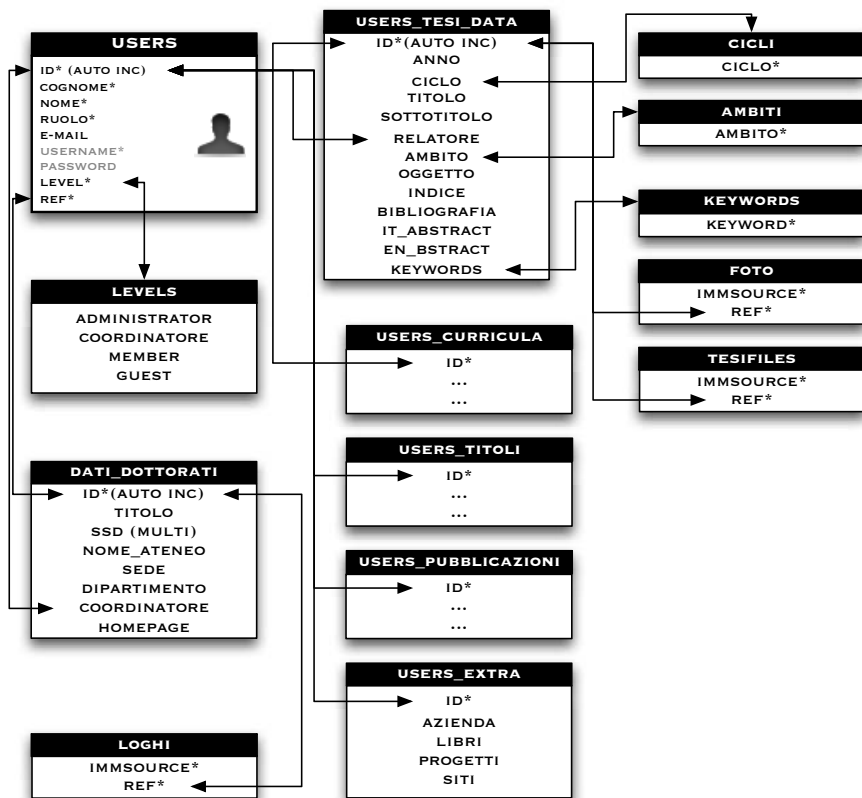 USERS
ID* (AUTO INC)
COGNOME*
NOME*
RUOLO*
E-MAIL
USERNAME*
PASSWORD
LEVEL*
REF*
LEVELS
ADMINISTRATOR
COORDINATORE
MEMBER
GUEST
DATI_DOTTORATI
ID*(AUTO INC)
TITOLO
SSD (MULTI)
NOME_ATENEO
SEDE
DIPARTIMENTO
COORDINATORE
HOMEPAGE
LOGHI
IMMSOURCE*
REF*
USERS_TESI_DATA
ID*(AUTO INC)
ANNO
CICLO
TITOLO
SOTTOTITOLO
RELATORE
AMBITO
OGGETTO
INDICE
BIBLIOGRAFIA
IT_ABSTRACT
EN_BSTRACT
KEYWORDS
USERS_CURRICULA
ID*
...
...
USERS_TITOLI
ID*
...
...
USERS_PUBBLICAZIONI
ID*
...
...
USERS_EXTRA
ID*
AZIENDA
LIBRI
PROGETTI
SITI
CICLI
CICLO*
AMBITI
AMBITO*
KEYWORDS
KEYWORD*
FOTO
IMMSOURCE*
REF*
TESIFILES
IMMSOURCE*
REF*